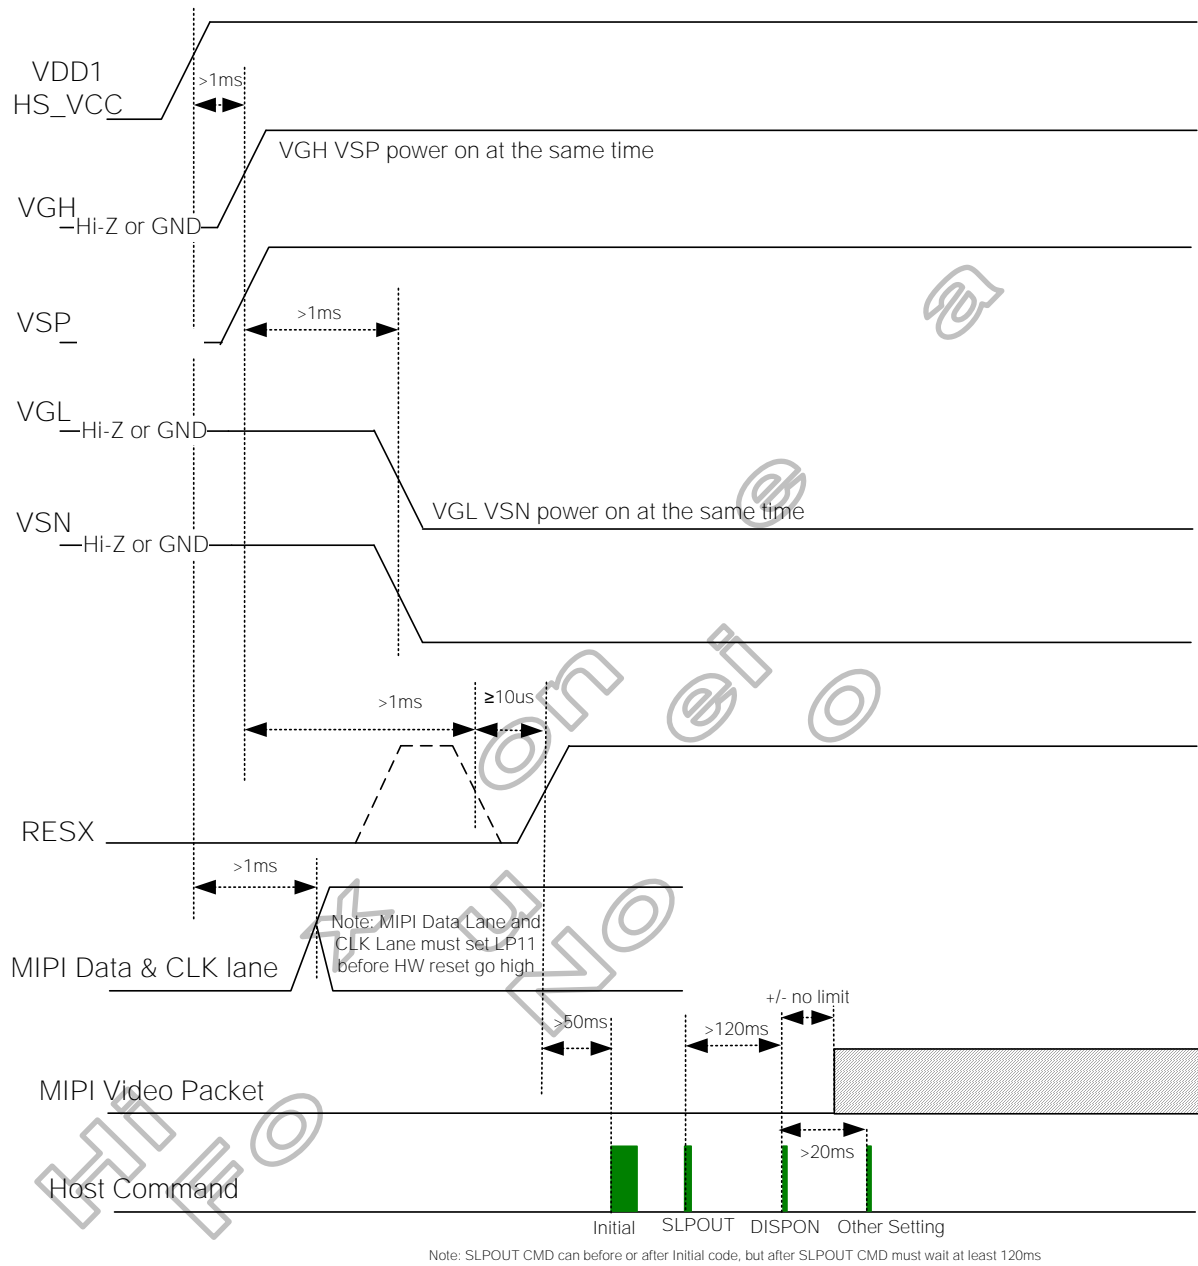 VDD1
HS_VCC
>1ms
VGH VSP power on at the same time
VGH
Hi-Z or GND
VSP
>1ms
VGL
Hi-Z or GND
VGL VSN power on at the same time
VSN
Hi-Z or GND
>1ms
≥10us
RESX
>1ms
Note: MIPI Data Lane and
CLK Lane must set LP11
before HW reset go high
MIPI Data & CLK lane
+/- no limit
>50ms
>120ms
MIPI Video Packet
>20ms
Host Command
Initial
SLPOUT
DISPON
Other Setting
Note: SLPOUT CMD can before or after Initial code, but after SLPOUT CMD must wait at least 120ms